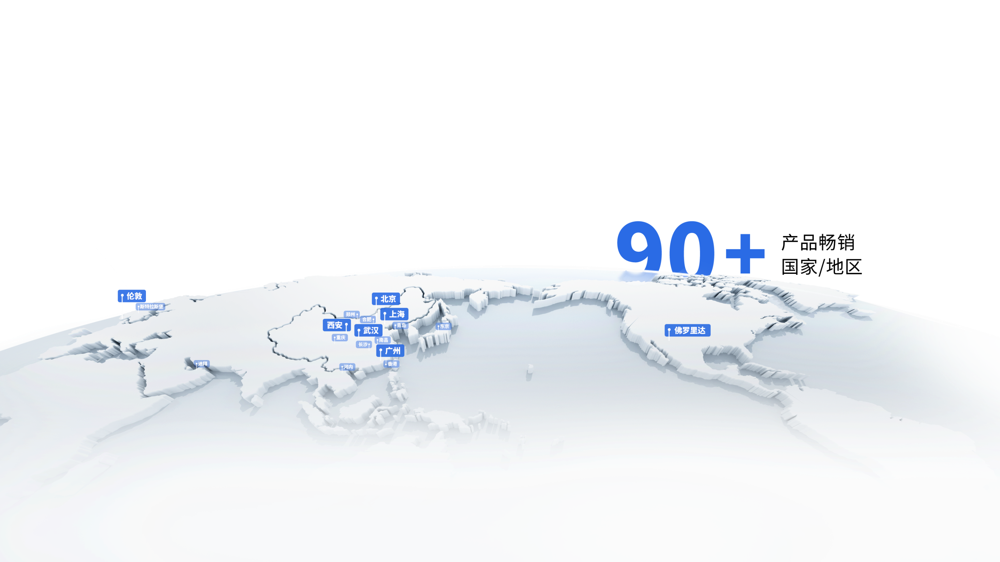 90+
产品畅销
国家/地区
伦敦
斯特拉斯堡
北京
郑州
上海
合肥
西安
青岛
东京
武汉
佛罗里达
重庆
南昌
长沙
广州
迪拜
香港
河内